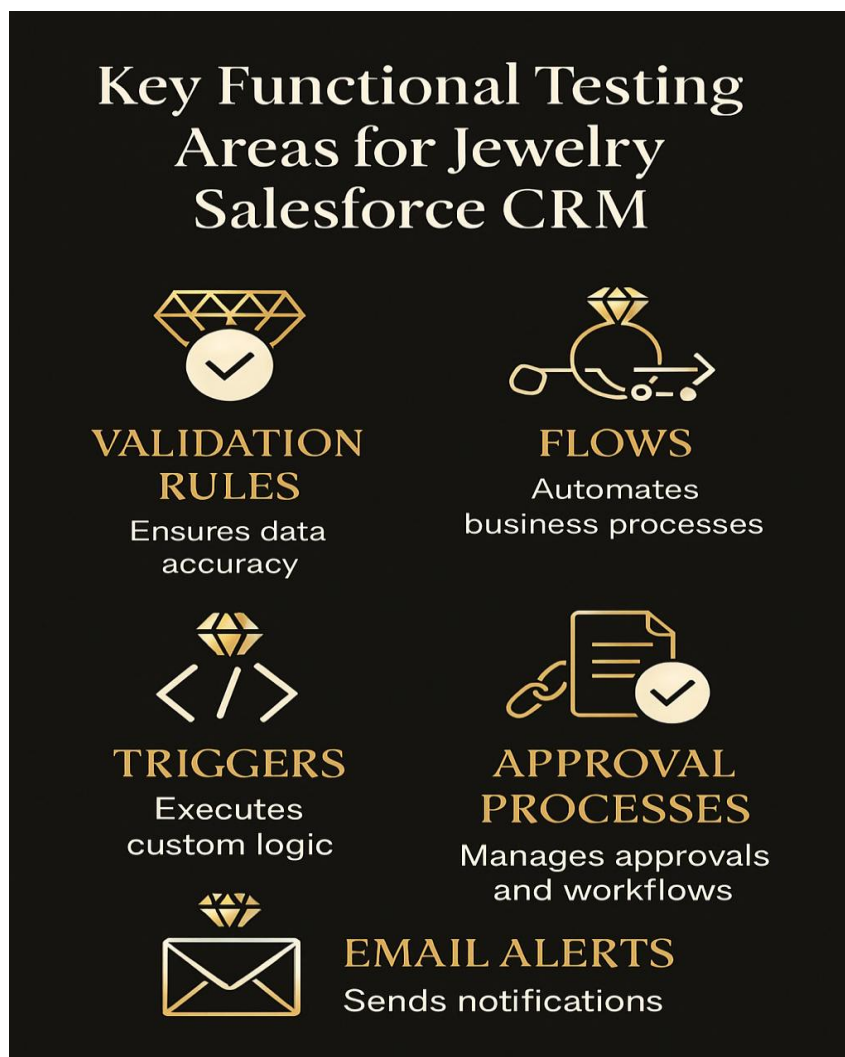 Key Functional Testing
Areas for Jewelry
Salesforce CRM
VALIDATION
RULES
Ensures data
accuracy
FLOWS
Automates
business processes
TRIGGERS
Executes
custom logic
APPROVAL
PROCESSES
Manages approvals
and workflows
EMAIL ALERTS
Sends notifications